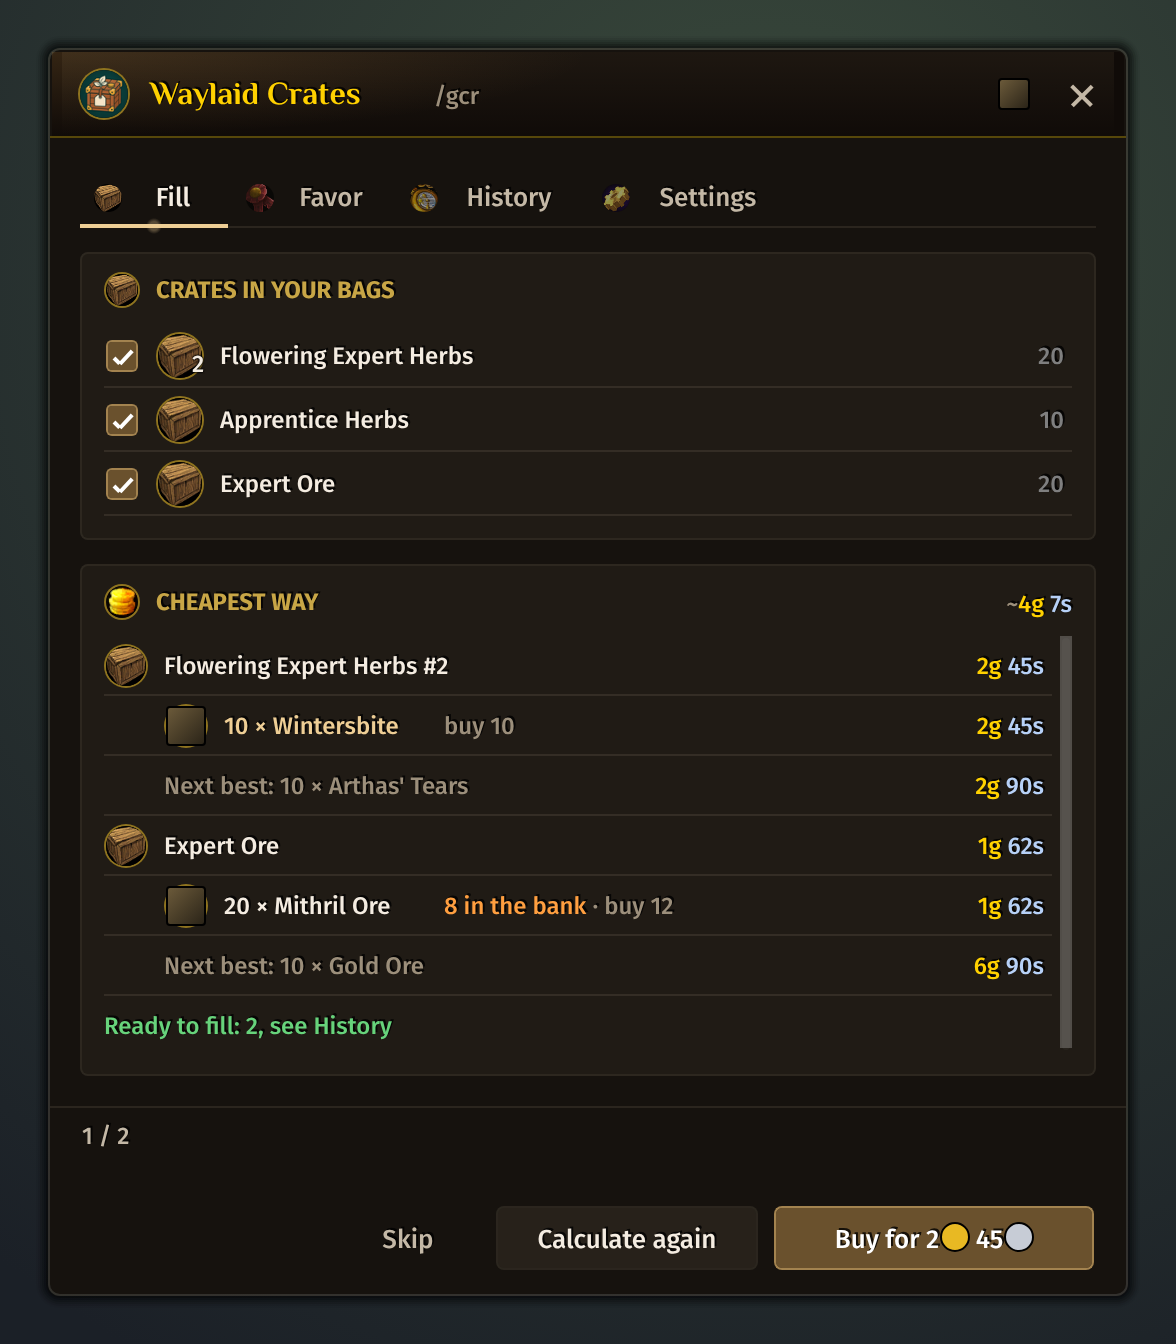 Waylaid Crates /gcr
Fill Favor History Settings
CRATES IN YOUR BAGS
2 Flowering Expert Herbs 20
Apprentice Herbs 10
Expert Ore 20
CHEAPEST WAY ~4g 7s
Flowering Expert Herbs #2 2g 45s
10 × Wintersbite buy 10 2g 45s
Next best: 10 × Arthas' Tears 2g 90s
Expert Ore 1g 62s
20 × Mithril Ore 8 in the bank · buy 12 1g 62s
Next best: 10 × Gold Ore 6g 90s
Ready to fill: 2, see History
1 / 2
Skip Calculate again Buy for 2 45